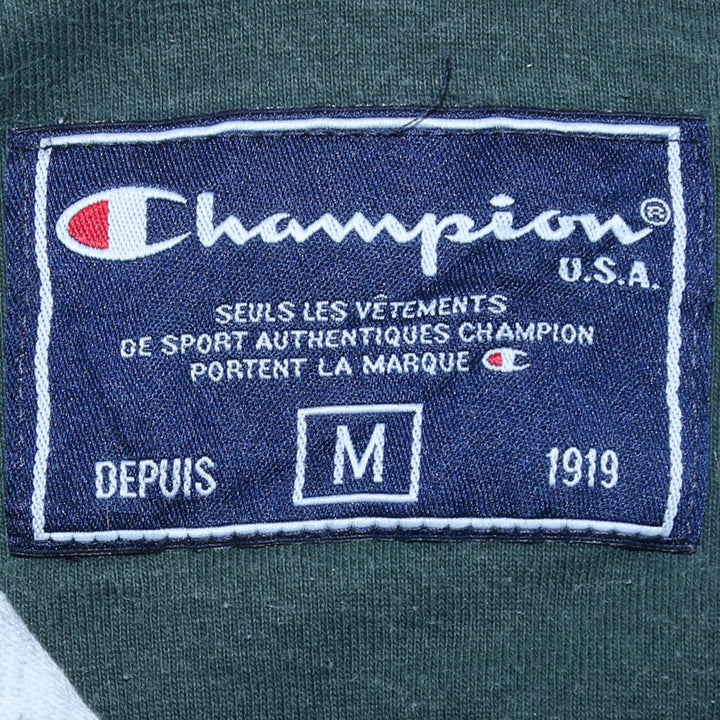 Champion®
U.S.A.
SEULS LES VÊTEMENTS
DE SPORT AUTHENTIQUES CHAMPION
PORTENT LA MARQUE C
DEPUIS M 1919